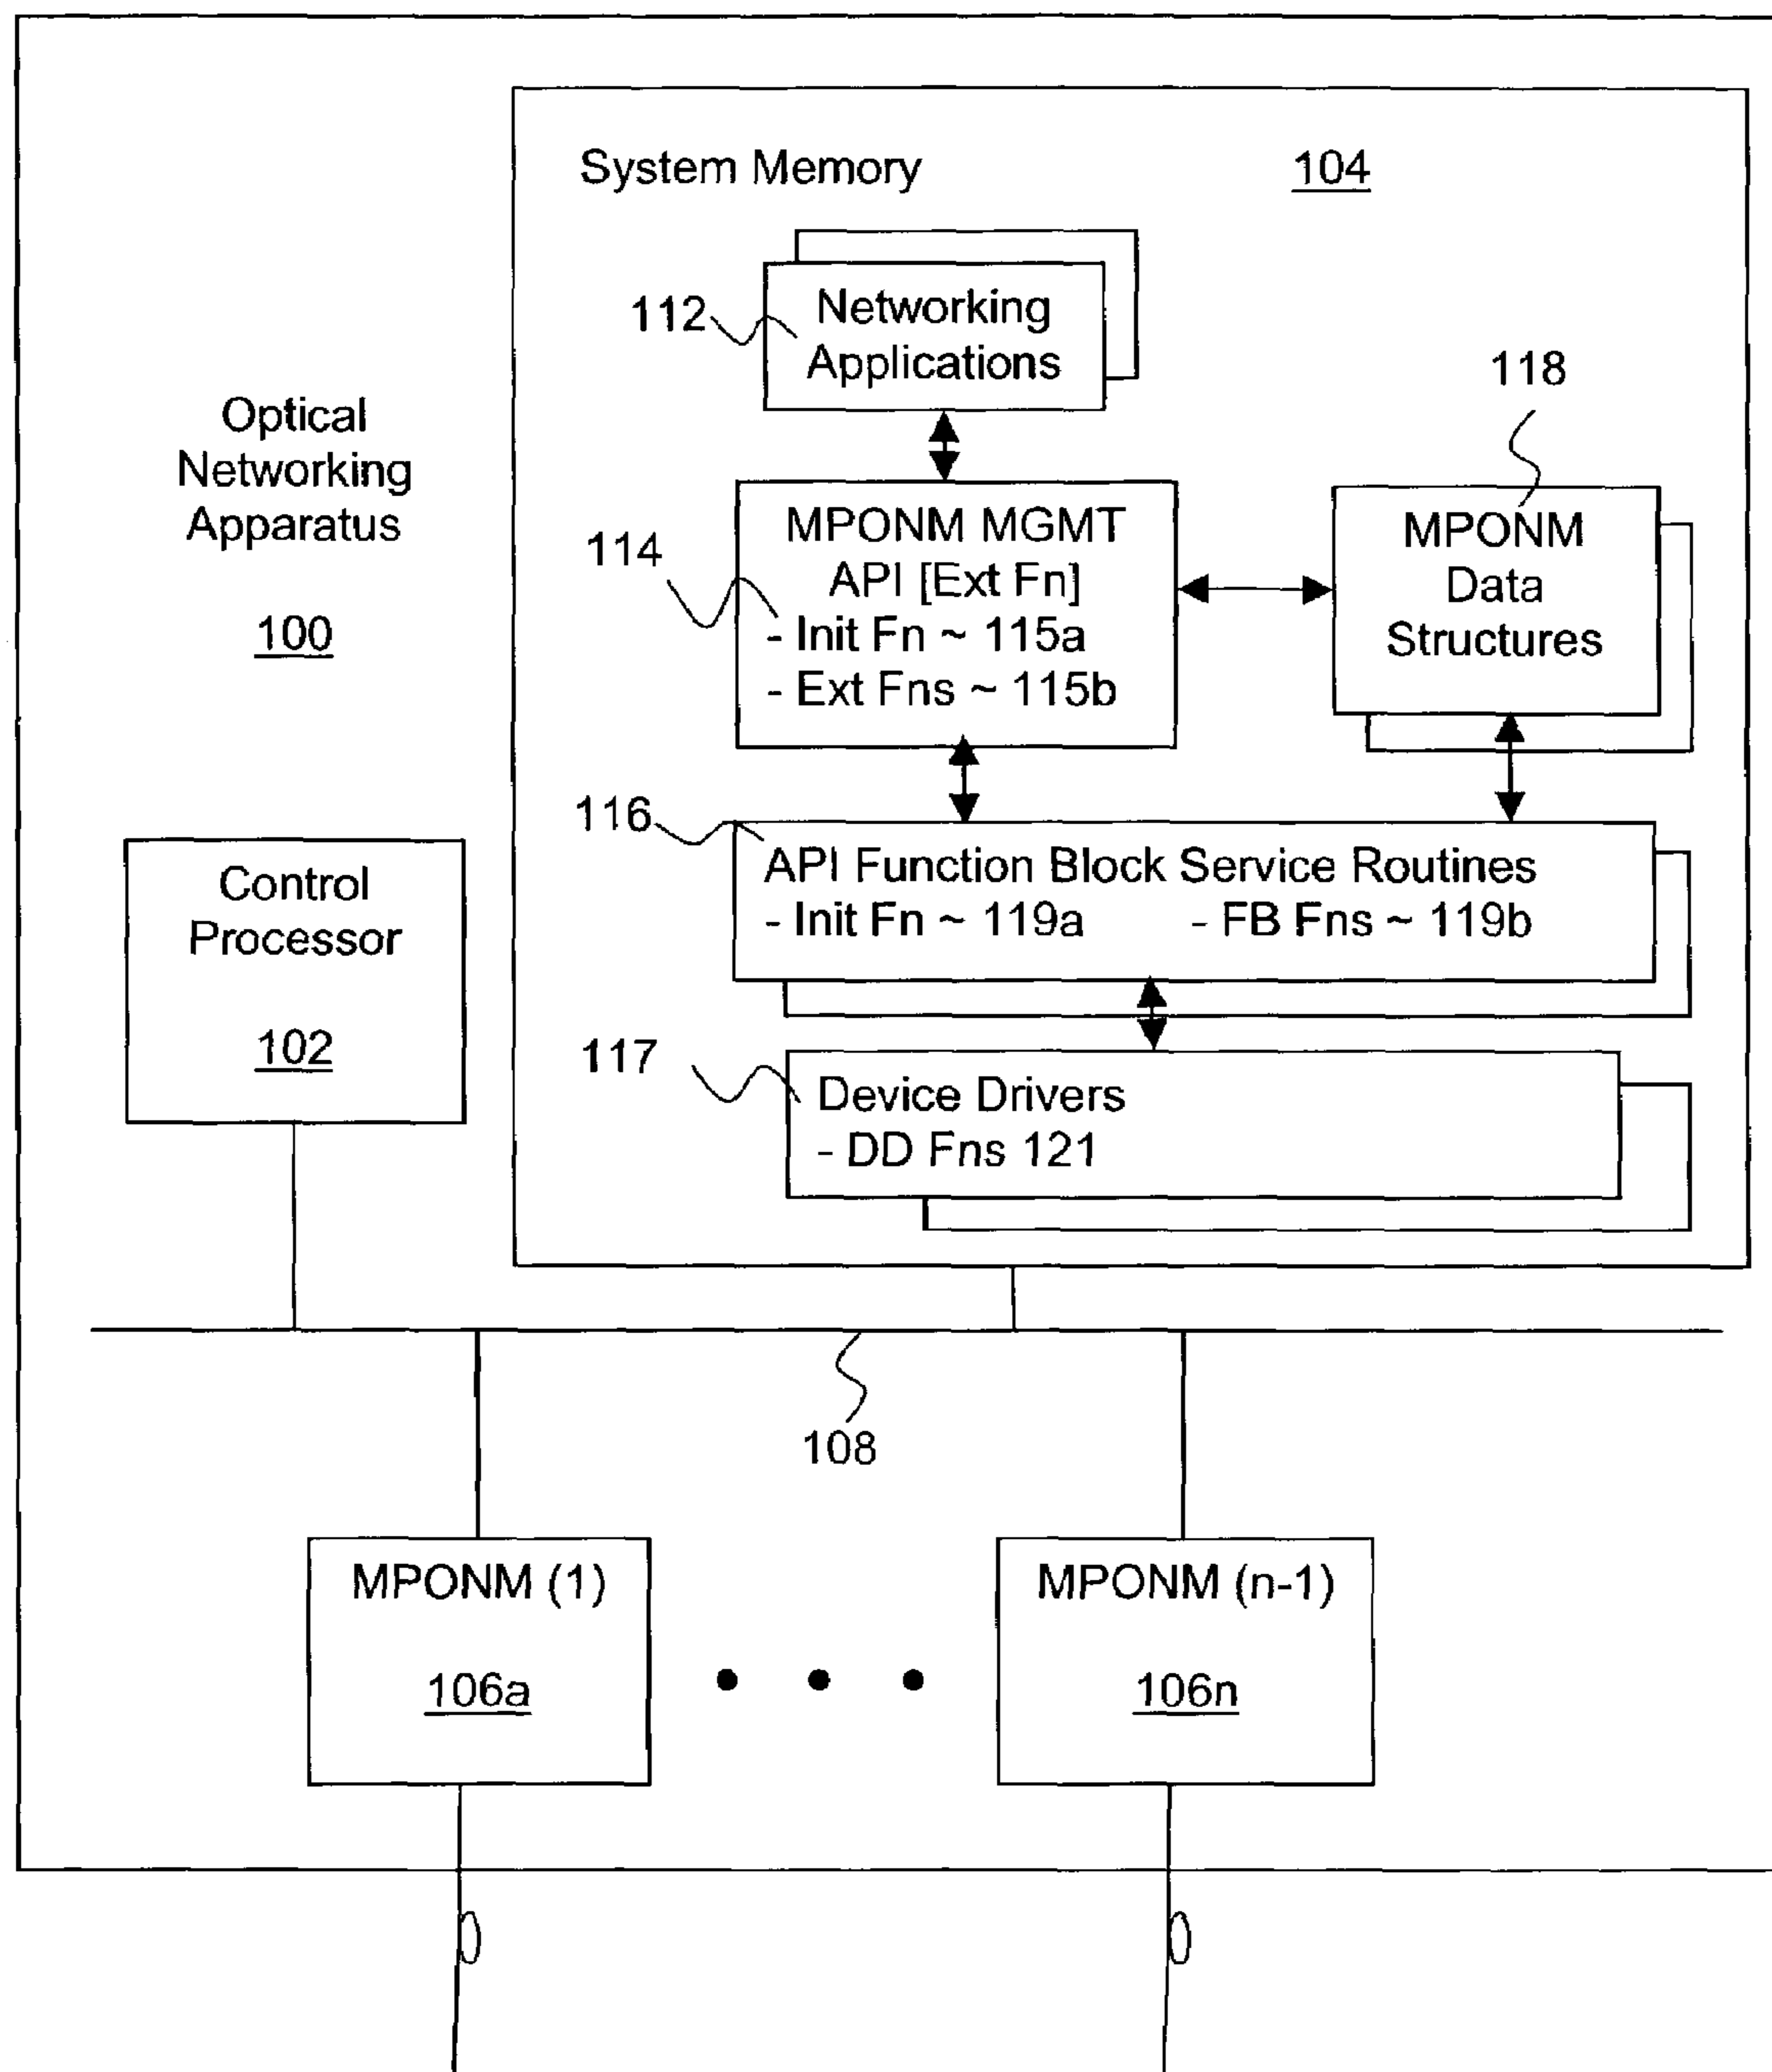 System Memory 104
Networking
Applications
112
118
Optical
Networking
Apparatus
100
MPONM MGMT
API [Ext Fn]
- Init Fn ~ 115a
- Ext Fns ~ 115b
114
MPONM
Data
Structures
116
API Function Block Service Routines
- Init Fn ~ 119a - FB Fns ~ 119b
Control
Processor
102
117
Device Drivers
- DD Fns 121
108
MPONM (1)
106a
MPONM (n-1)
106n